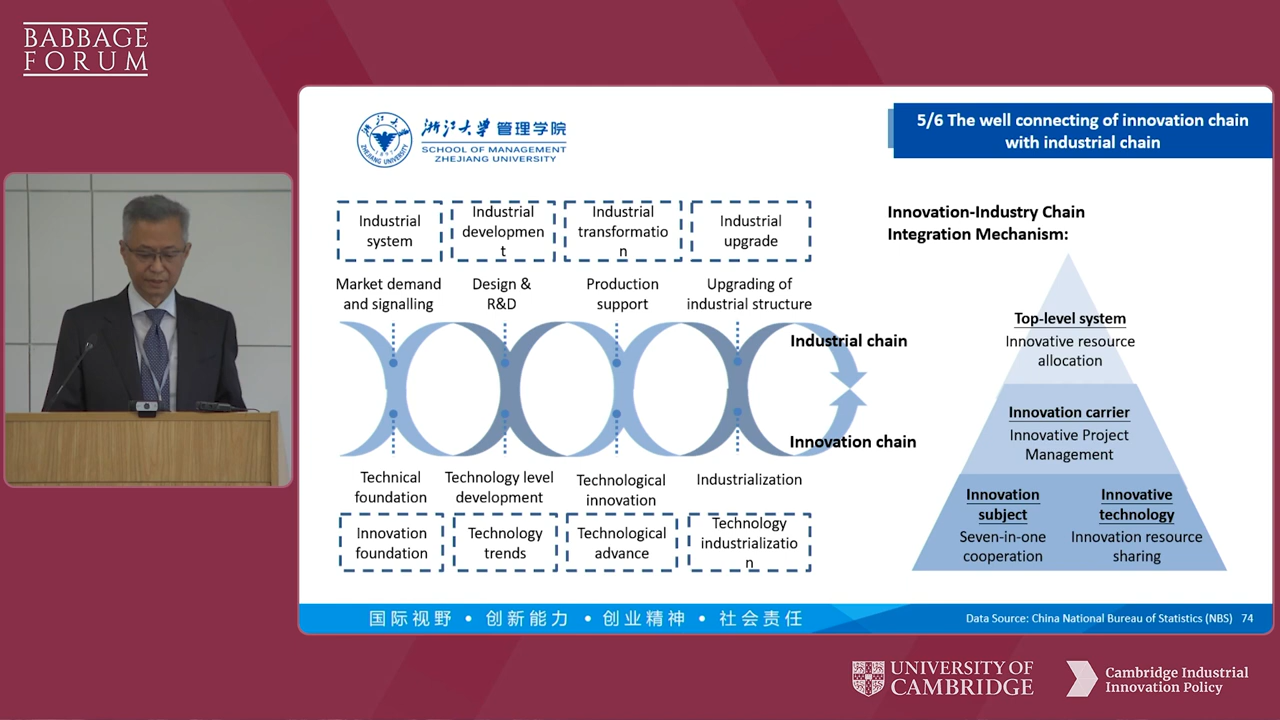 BABBAGE
FORUM
浙江大学 管理学院
SCHOOL OF MANAGEMENT
ZHEJIANG UNIVERSITY
ZHEJIANG UNIVERSITY
5/6 The well connecting of innovation chain
with industrial chain
Industrial
system
Industrial
developmen
t
Industrial
transformatio
n
Industrial
upgrade
Market demand
and signalling
Design &
R&D
Production
support
Upgrading of
industrial structure
Industrial chain
Innovation chain
Technical
foundation
Technology level
development
Technological
innovation
Industrialization
Innovation
foundation
Technology
trends
Technological
advance
Technology
industrializatio
n
Innovation-Industry Chain
Integration Mechanism:
Top-level system
Innovative resource
allocation
Innovation carrier
Innovative Project
Management
Innovation
subject
Seven-in-one
cooperation
Innovative
technology
Innovation resource
sharing
国际视野 • 创新能力 • 创业精神 • 社会责任
Data Source: China National Bureau of Statistics (NBS) 74
UNIVERSITY OF
CAMBRIDGE
Cambridge Industrial
Innovation Policy